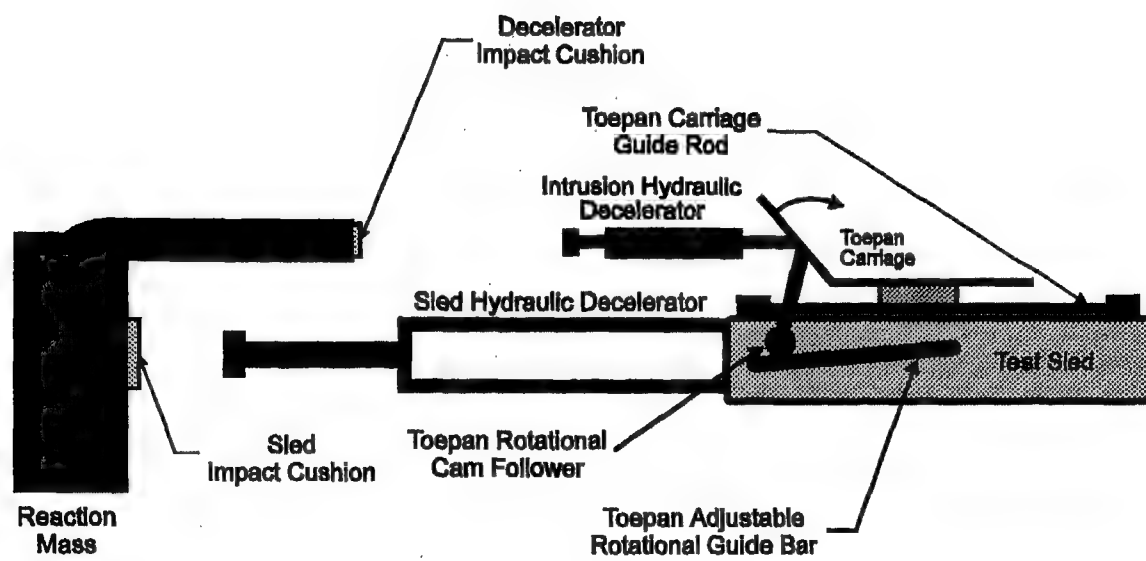 Decelerator
Impact Cushion
Toepan Carriage
Guide Rod
Intrusion Hydraulic
Decelerator
Toepan
Carriage
Sled Hydraulic Decelerator
Test Sled
Toepan Rotational
Cam Follower
Sled
Impact Cushion
Reaction
Mass
Toepan Adjustable
Rotational Guide Bar